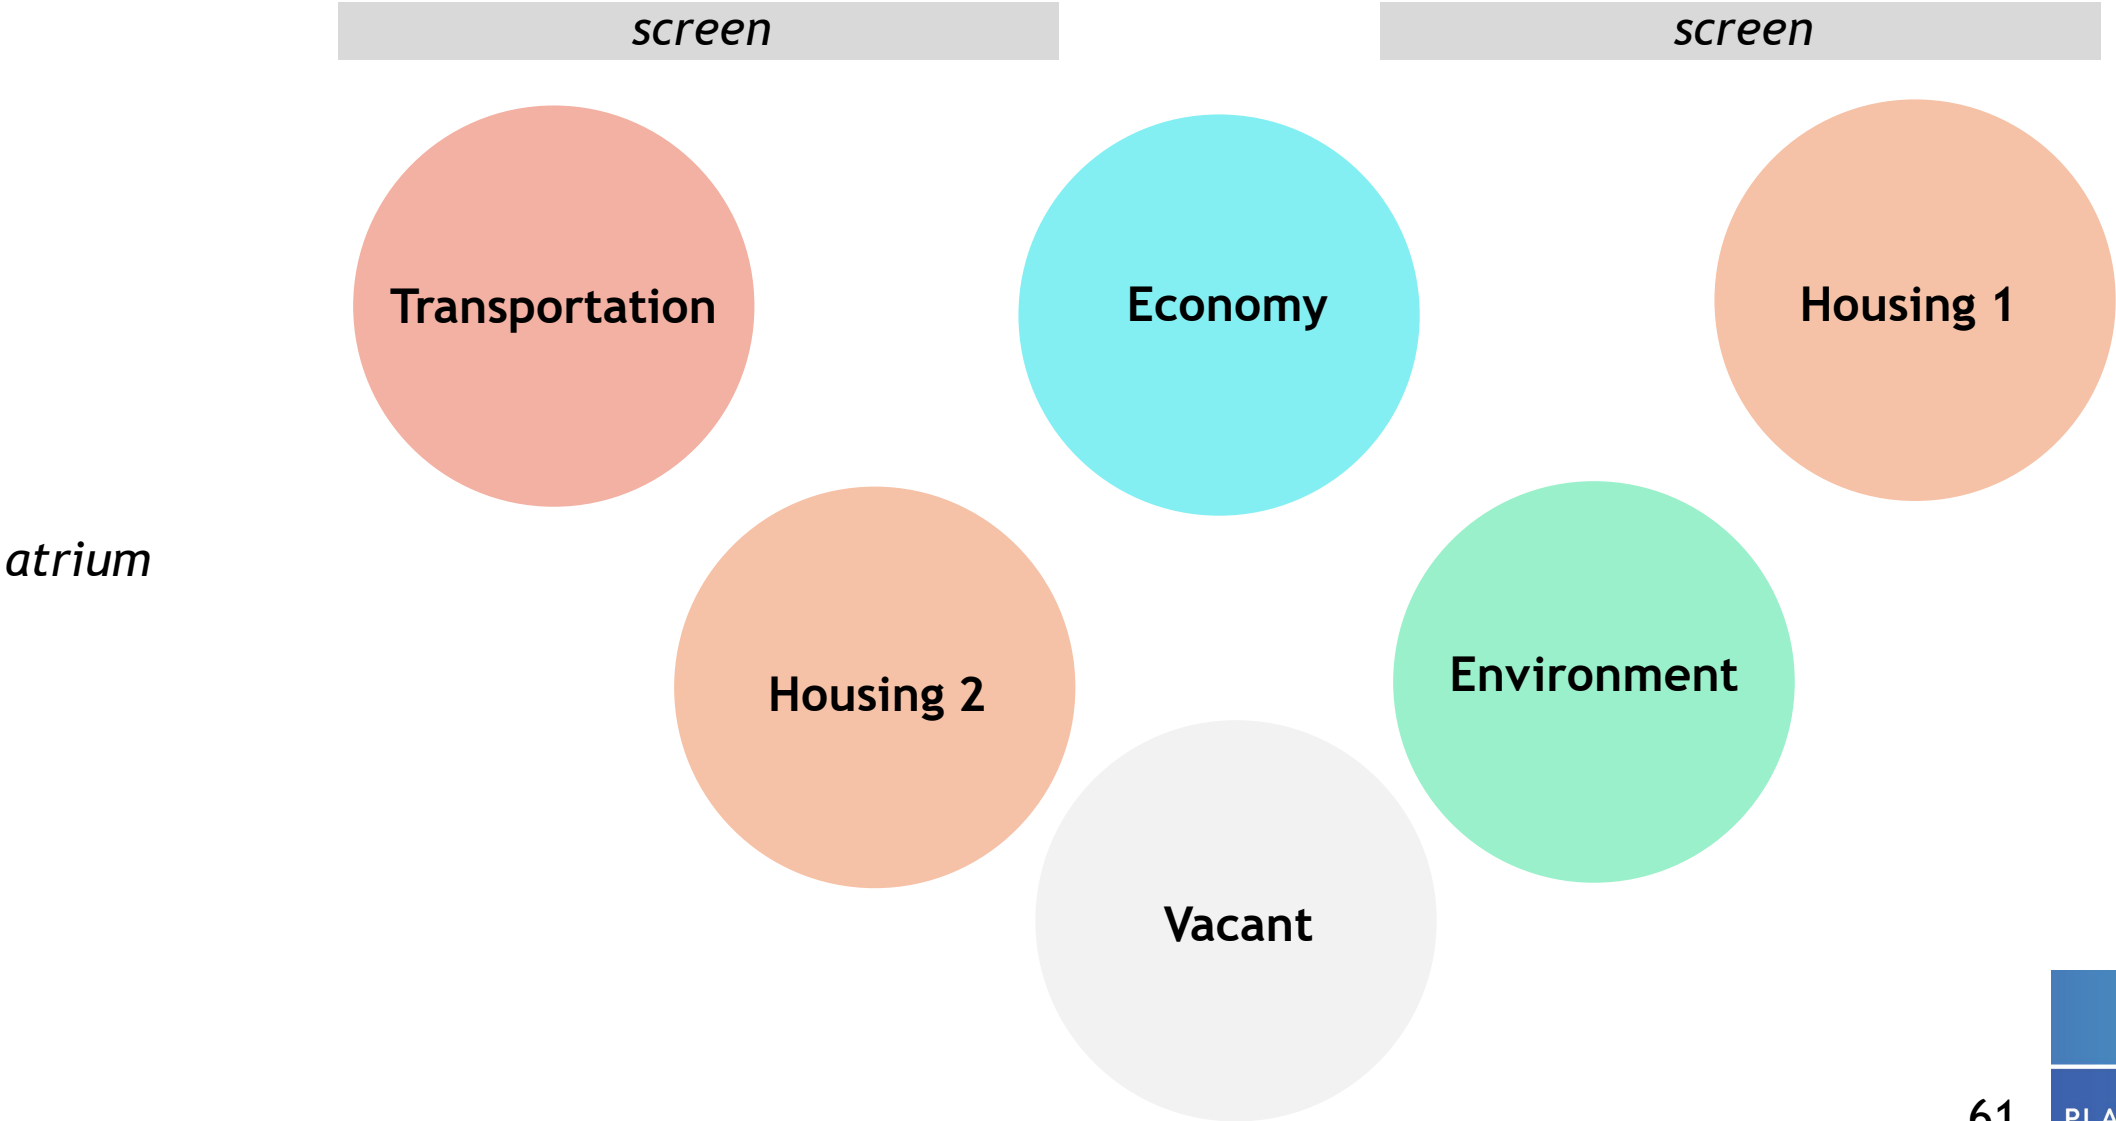 screen
screen
Transportation
Economy
Housing 1
atrium
Housing 2
Environment
Vacant
61